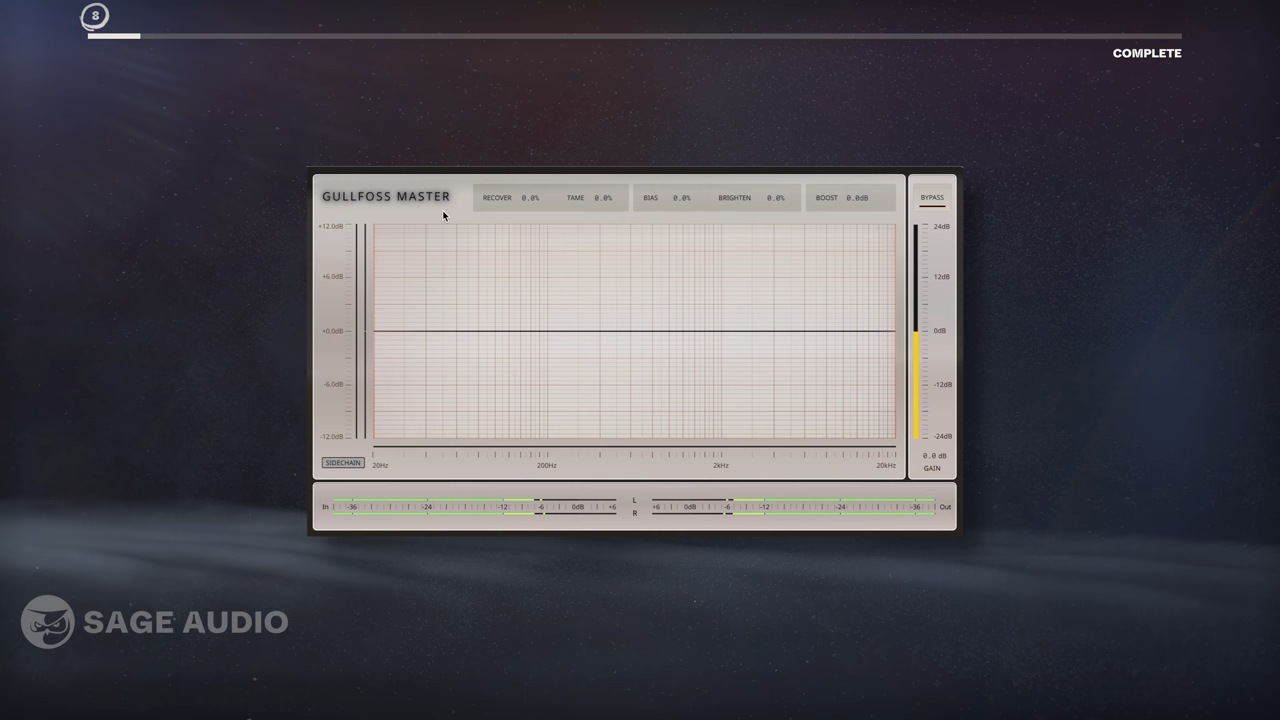 8
COMPLETE
GULLFOSS MASTER
RECOVER 0.0% TAME 0.0% BIAS 0.0% BRIGHTEN 0.0% BOOST 0.0dB BYPASS
+12.0dB 24dB
+6.0dB 12dB
+0.0dB 0dB
-6.0dB -12dB
-12.0dB -24dB
0.0 dB
SIDECHAIN 20Hz 200Hz 2kHz 20kHz GAIN
L
In -36 -24 -12 -6 0dB +6 +6 0dB -6 -12 -24 -36 Out
R
SAGE AUDIO